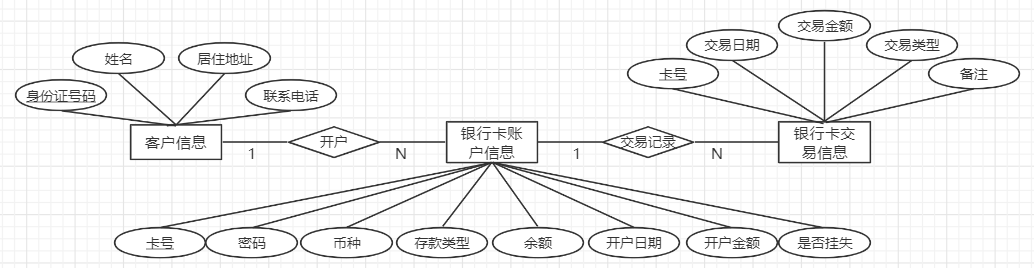 交易金额
姓名
居住地址
交易日期
交易类型
卡号
备注
身份证号码
联系电话
客户信息
1
开户
N
银行卡账
户信息
1
交易记录
N
银行卡交
易信息
卡号
密码
币种
存款类型
余额
开户日期
开户金额
是否挂失